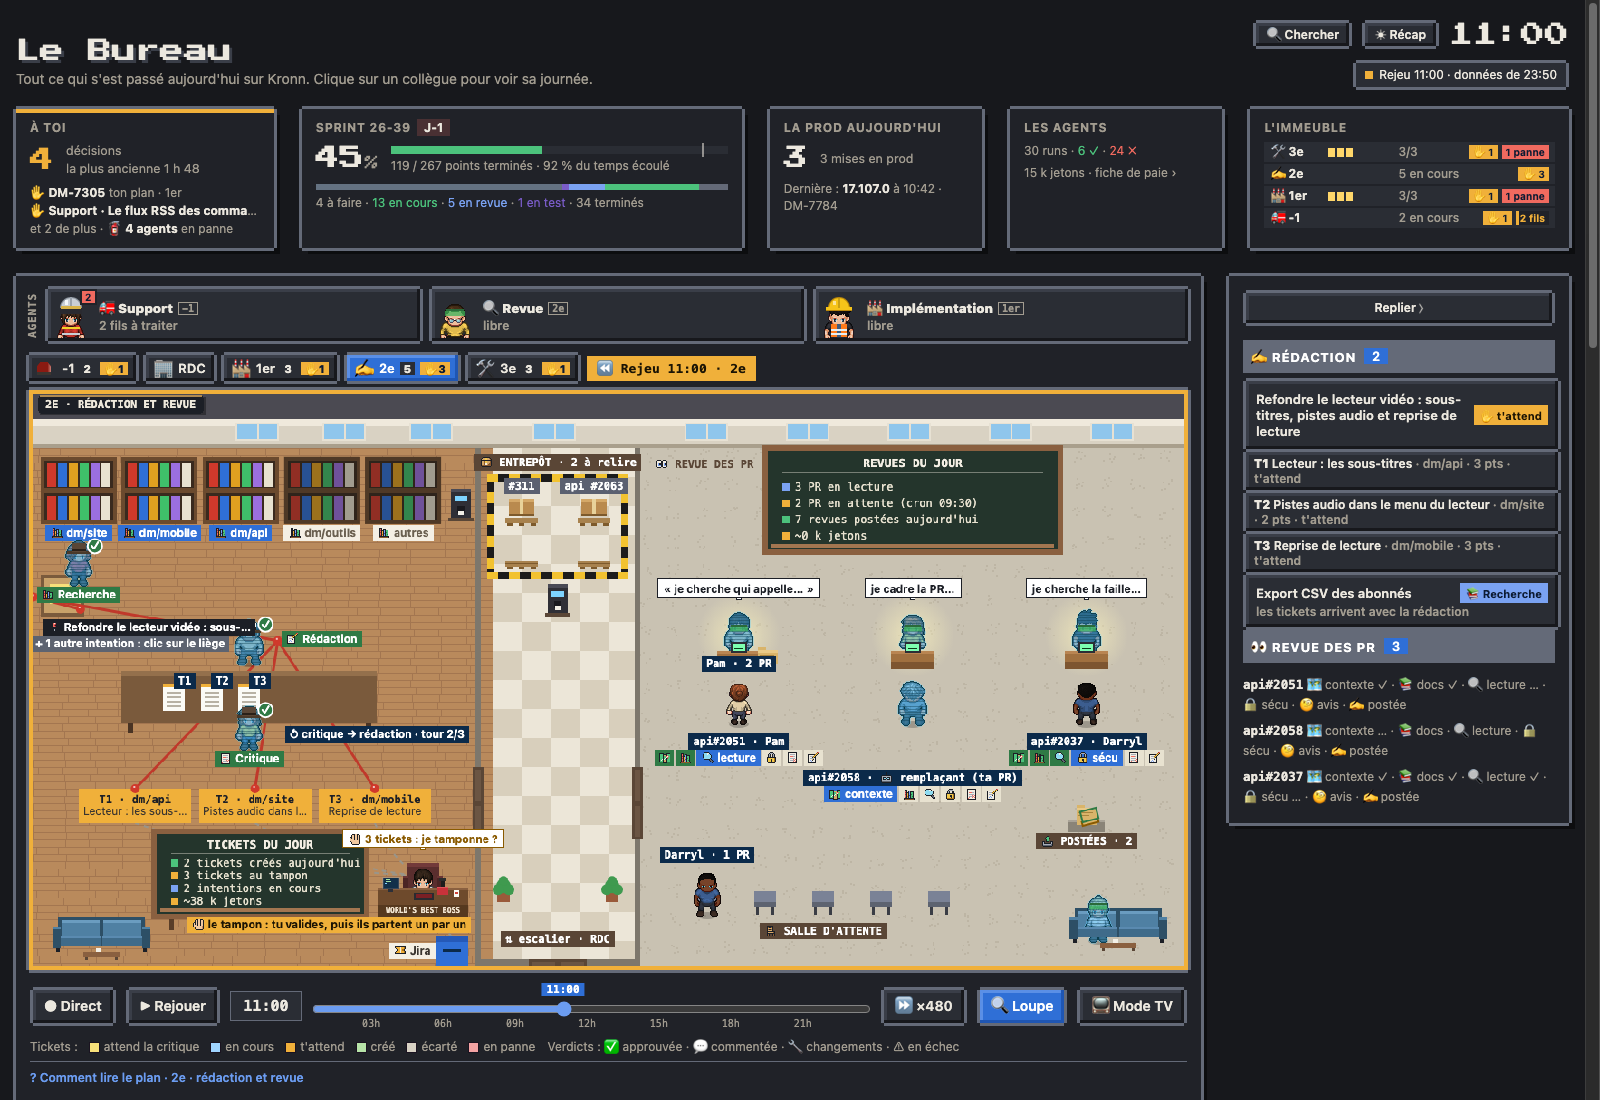 Le Bureau
Tout ce qui s'est passé aujourd'hui sur Kronn. Clique sur un collègue pour voir sa journée.
Chercher
Récap
11:00
Rejeu 11:00 · données de 23:50
À TOI
4
décisions
la plus ancienne 1 h 48
DM-7305 ton plan · 1er
Support · Le flux RSS des comma...
et 2 de plus · 4 agents en panne
SPRINT 26-39 J-1
45%
119 / 267 points terminés · 92 % du temps écoulé
4 à faire · 13 en cours · 5 en revue · 1 en test · 34 terminés
LA PROD AUJOURD'HUI
3 3 mises en prod
Dernière : 17.107.0 à 10:42 ·
DM-7784
LES AGENTS
30 runs · 6 ✓ · 24 ✕
15 k jetons · fiche de paie ›
L'IMMEUBLE
3e 3/3 1 1 panne
2e 5 en cours 3
1er 3/3 1 1 panne
-1 2 en cours 1 2 fils
AGENTS
2
Support -1
2 fils à traiter
Revue 2e
libre
Implémentation 1er
libre
-1 2 1
RDC
1er 3 1
2e 5 3
3e 3 1
Rejeu 11:00 · 2e
2E · RÉDACTION ET REVUE
ENTREPÔT · 2 à relire
#311
api #2063
dm/site
dm/mobile
dm/api
dm/outils
autres
Recherche
Refondre le lecteur vidéo : sous-...
+ 1 autre intention : clic sur le liège
Rédaction
T1
T2
T3
critique → rédaction · tour 2/3
Critique
T1 · dm/api
Lecteur : les sous-...
T2 · dm/site
Pistes audio dans l...
T3 · dm/mobile
Reprise de lecture
TICKETS DU JOUR
2 tickets créés aujourd'hui
3 tickets au tampon
2 intentions en cours
~38 k jetons
3 tickets : je tamponne ?
WORLD'S BEST BOSS
le tampon : tu valides, puis ils partent un par un
Jira
⇅ escalier · RDC
REVUE DES PR
REVUES DU JOUR
3 PR en lecture
2 PR en attente (cron 09:30)
7 revues postées aujourd'hui
~0 k jetons
« je cherche qui appelle... »
je cadre la PR...
je cherche la faille...
Pam · 2 PR
api#2051 · Pam
lecture
api#2037 · Darryl
sécu
api#2058 · remplaçant (ta PR)
contexte
POSTÉES · 2
Darryl · 1 PR
SALLE D'ATTENTE
Direct
Rejouer
11:00
11:00
03h
06h
09h
12h
15h
18h
21h
×480
Loupe
Mode TV
Tickets : attend la critique · en cours · t'attend · créé écarté en panne Verdicts : approuvée · commentée · changements · en échec
? Comment lire le plan · 2e · rédaction et revue
Replier ›
RÉDACTION 2
Refondre le lecteur vidéo : sous-
titres, pistes audio et reprise de
lecture
t'attend
T1 Lecteur : les sous-titres · dm/api · 3 pts ·
t'attend
T2 Pistes audio dans le menu du lecteur · dm/site
· 2 pts · t'attend
T3 Reprise de lecture · dm/mobile · 3 pts ·
t'attend
Export CSV des abonnés
Recherche
les tickets arrivent avec la rédaction
REVUE DES PR 3
api#2051 contexte ✓ · docs ✓ · lecture ... ·
sécu · avis · postée
api#2058 contexte ... · docs ✓ · lecture ·
sécu · avis · postée
api#2037 contexte ✓ · docs ✓ · lecture ✓ ·
sécu ... · avis · postée